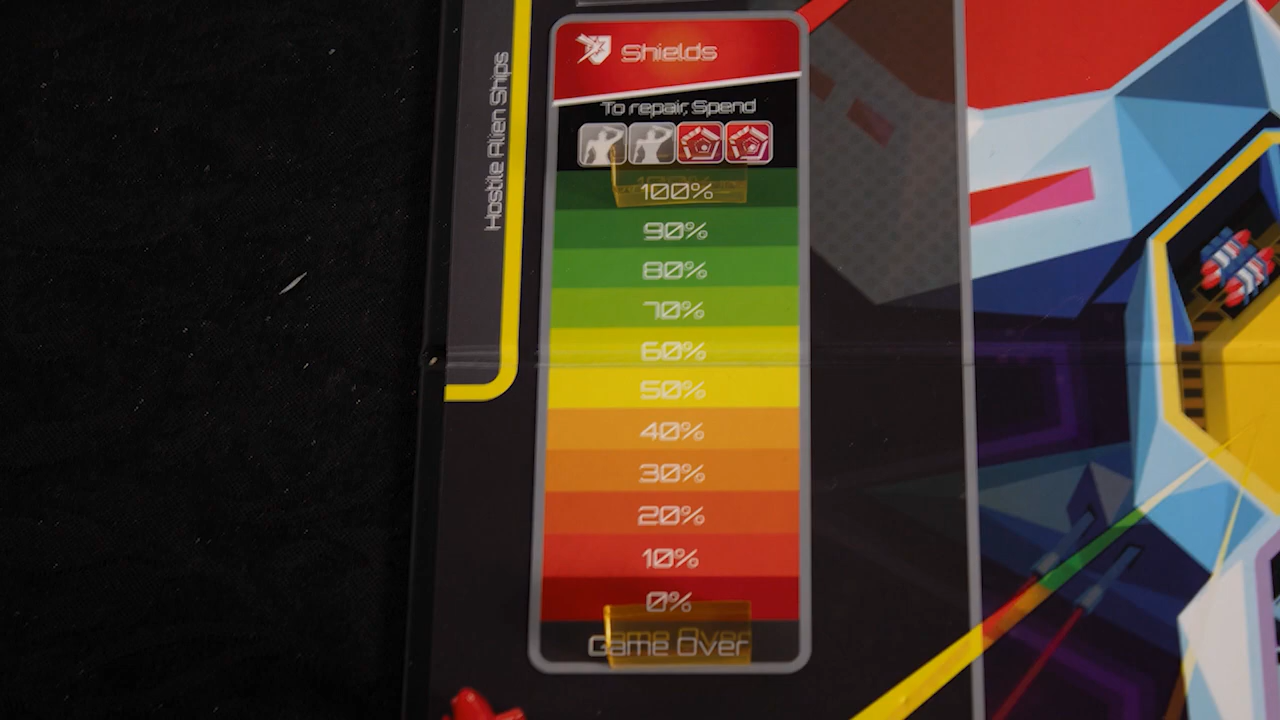 Hostile Alien Ships
Shields
To repair, Spend
100%
90%
80%
70%
60%
50%
40%
30%
20%
10%
0%
Game Over